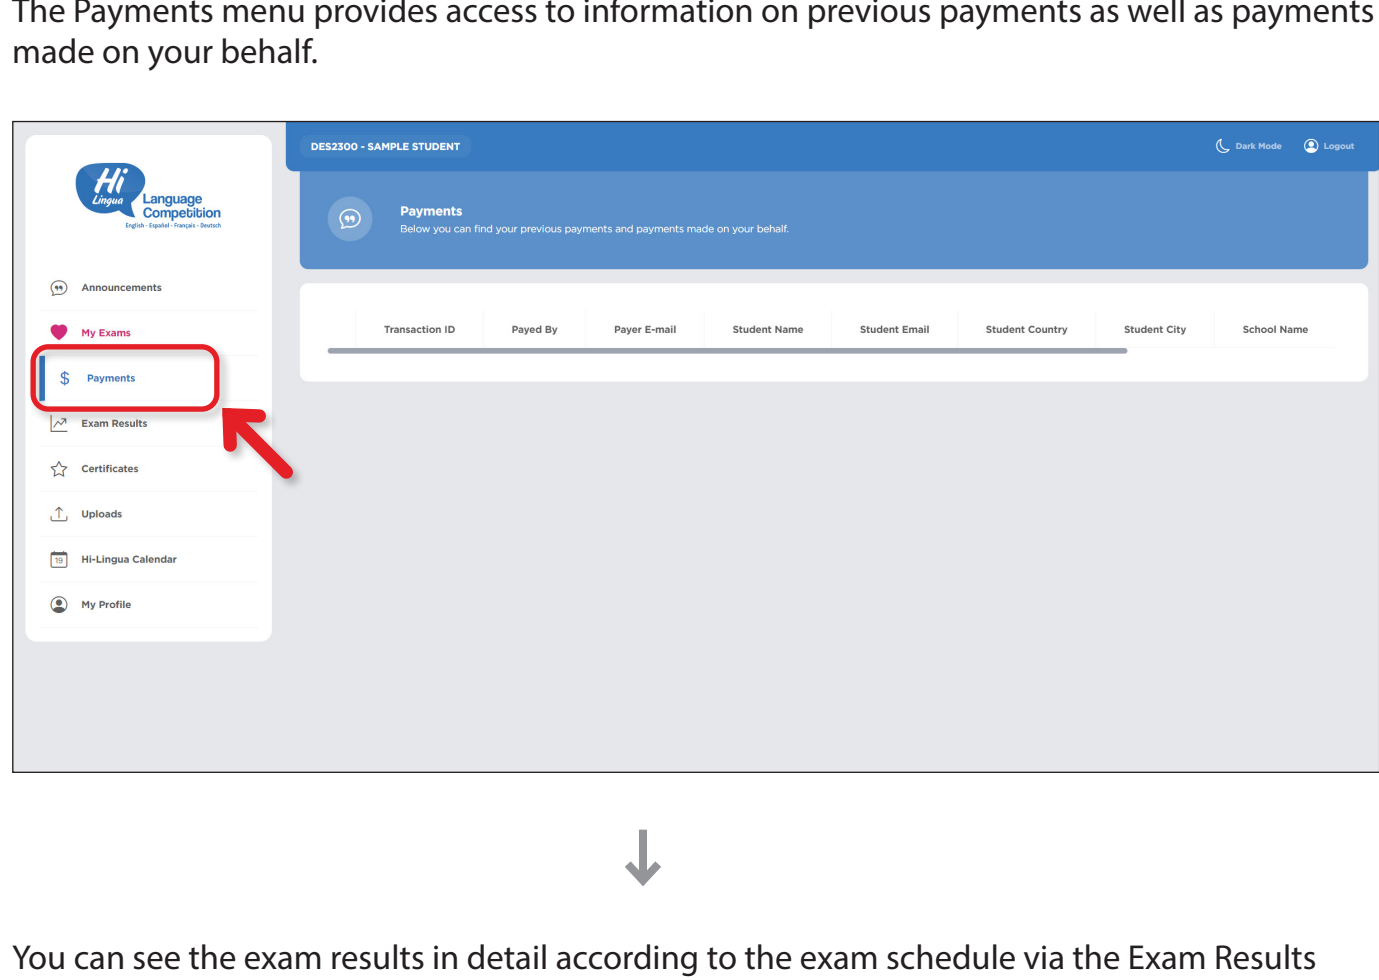 The Payments menu provides access to information on previous payments as well as payments
made on your behalf.
Hi
Lingua
Language
Competition
English - Español - Français - Deutsch
Announcements
My Exams
$ Payments
Exam Results
Certificates
Uploads
19 Hi-Lingua Calendar
My Profile
DES2300 - SAMPLE STUDENT
Dark Mode
Logout
Payments
Below you can find your previous payments and payments made on your behalf.
Transaction ID Payed By Payer E-mail Student Name Student Email Student Country Student City School Name
You can see the exam results in detail according to the exam schedule via the Exam Results